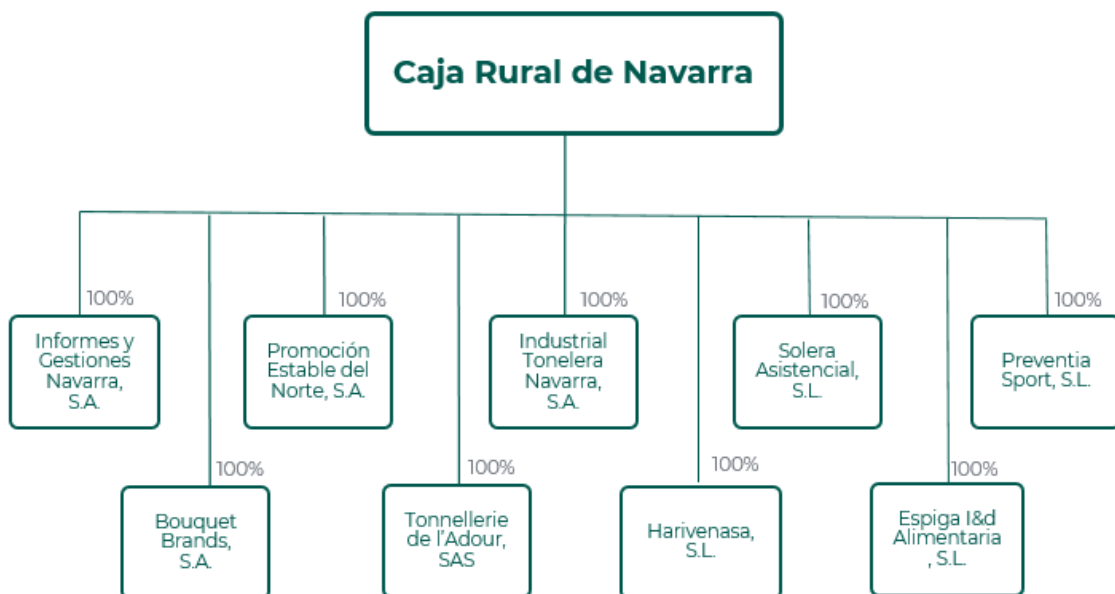 Caja Rural de Navarra
100%
Informes y
Gestiones
Navarra,
S.A.
100%
Promoción
Estable del
Norte, S.A.
100%
Industrial
Tonelera
Navarra,
S.A.
100%
Solera
Asistencial,
S.L.
100%
Preventia
Sport, S.L.
100%
Bouquet
Brands,
S.A.
100%
Tonnellerie
de l'Adour,
SAS
100%
Harivenasa,
S.L.
100%
Espiga I&d
Alimentaria
, S.L.